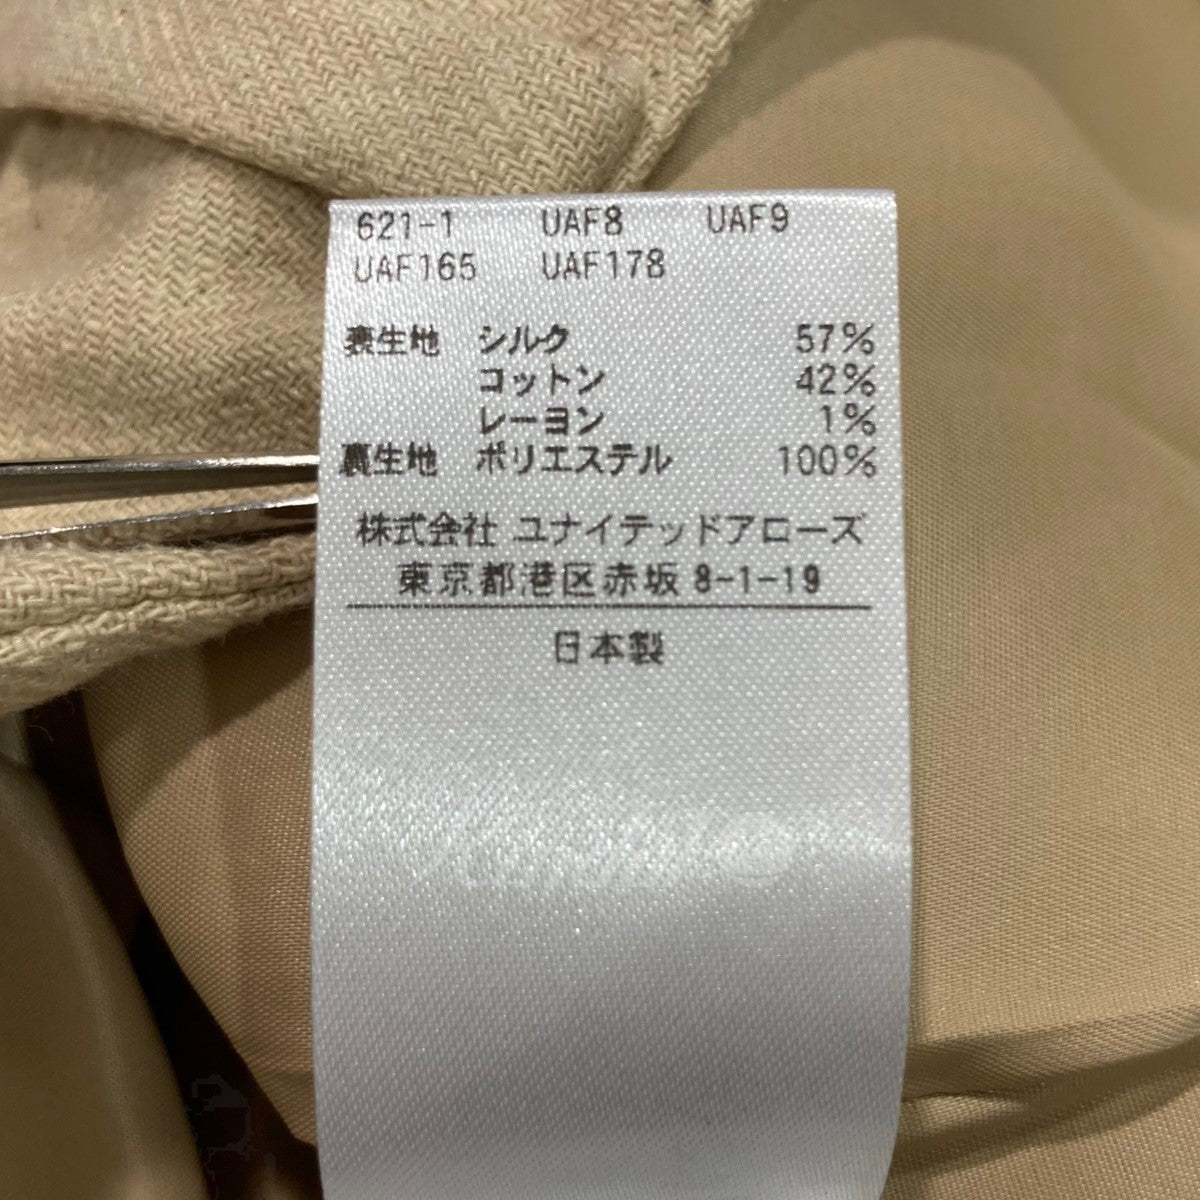 621-1 UAF8 UAF9
UAF165 UAF178
表生地 シルク 57%
コットン 42%
レーヨン 1%
裏生地 ポリエステル 100%
株式会社 ユナイテッドアローズ
東京都港区赤坂 8-1-19
日本製